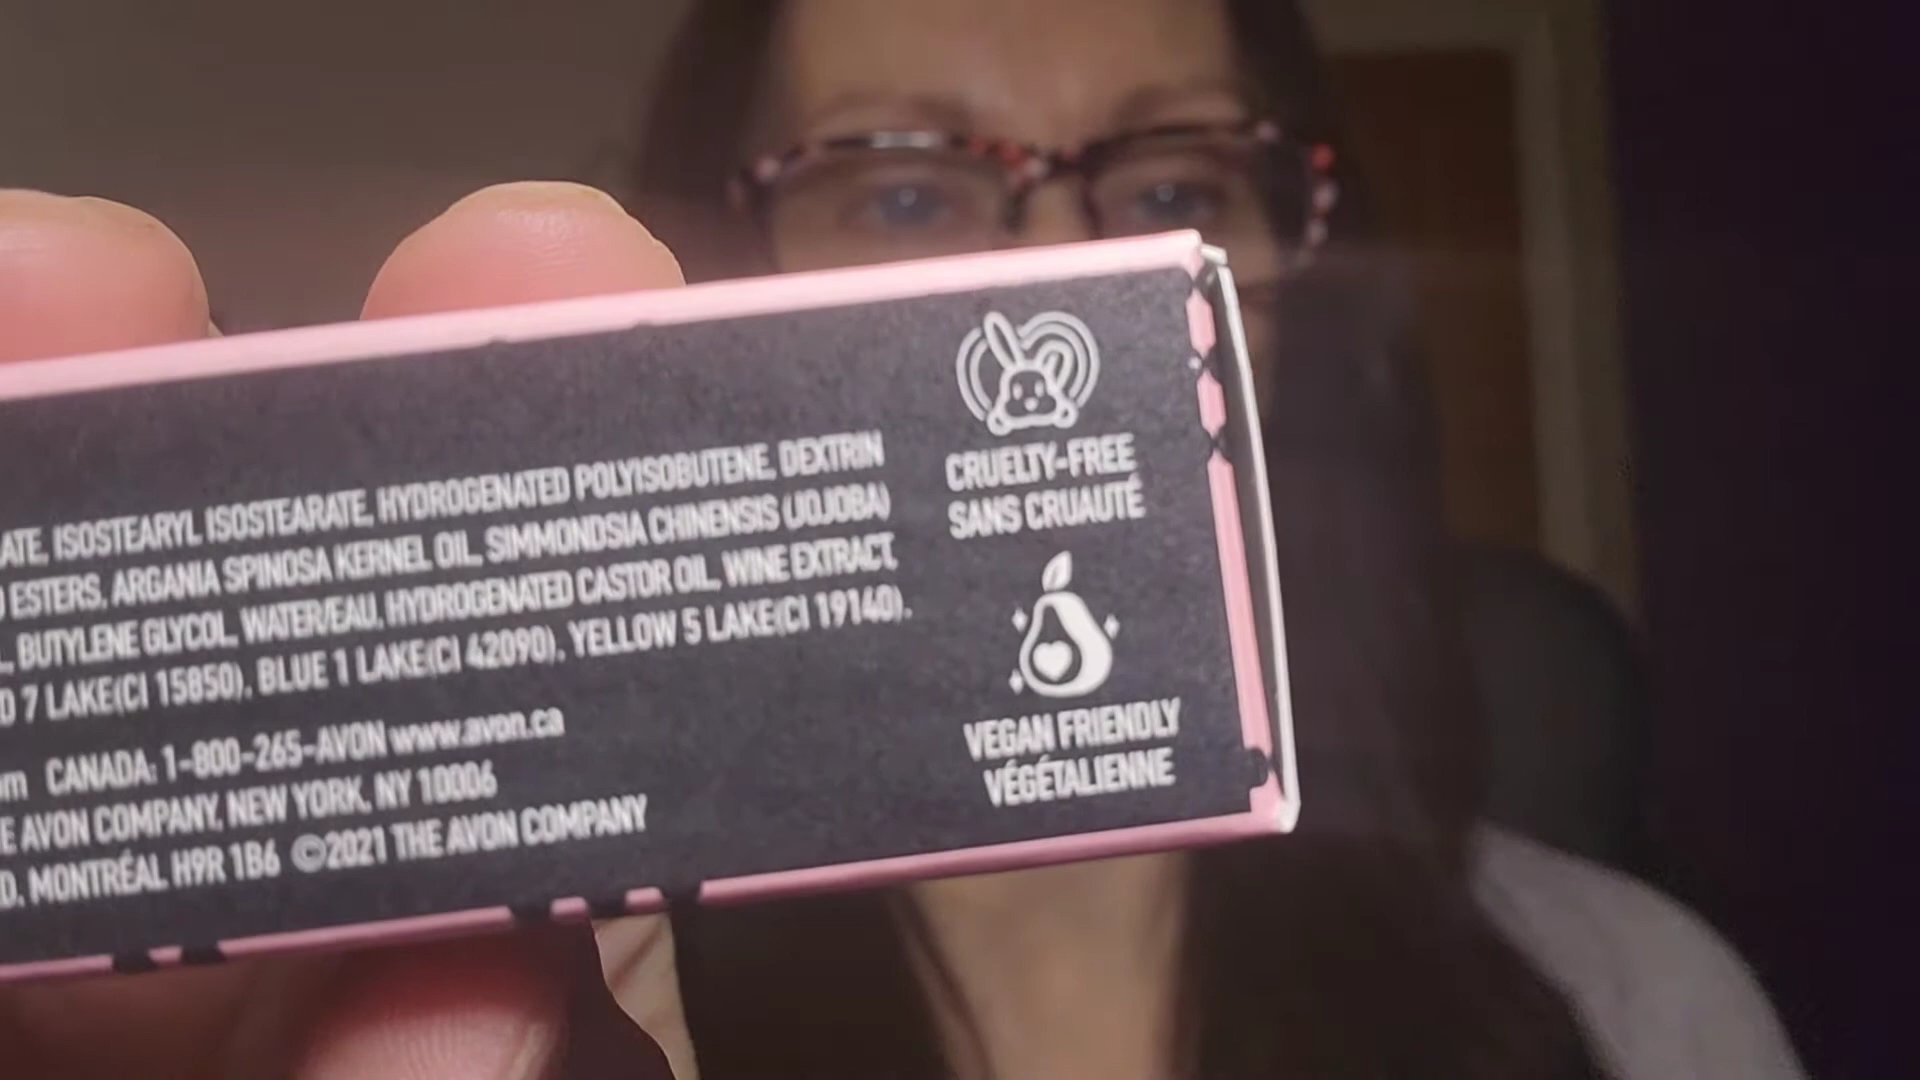 ATE, ISOSTEARYL ISOSTEARATE, HYDROGENATED POLYISOBUTENE, DEXTRIN
ESTERS, ARGANIA SPINOSA KERNEL OIL, SIMMONDSIA CHINENSIS (JOJOBA)
L, BUTYLENE GLYCOL, WATER/EAU, HYDROGENATED CASTOR OIL, WINE EXTRACT,
D 7 LAKE(CI 15850), BLUE 1 LAKE(CI 42090), YELLOW 5 LAKE(CI 19140).
om CANADA: 1-800-265-AVON www.avon.ca
E AVON COMPANY, NEW YORK, NY 10006
D, MONTRÉAL H9R 1B6 ©2021 THE AVON COMPANY
CRUELTY-FREE
SANS CRUAUTÉ
VEGAN FRIENDLY
VÉGÉTALIENNE